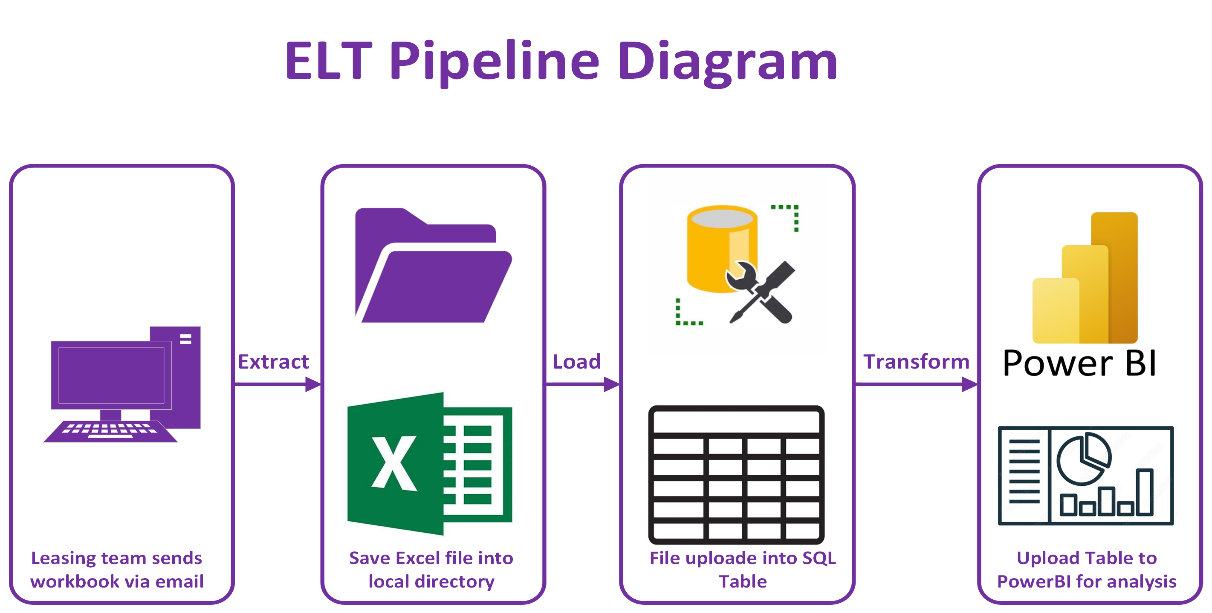 ELT Pipeline Diagram
Extract
Load
Transform
Power BI
X
Leasing team sends
workbook via email
Save Excel file into
local directory
File uploade into SQL
Table
Upload Table to
PowerBI for analysis